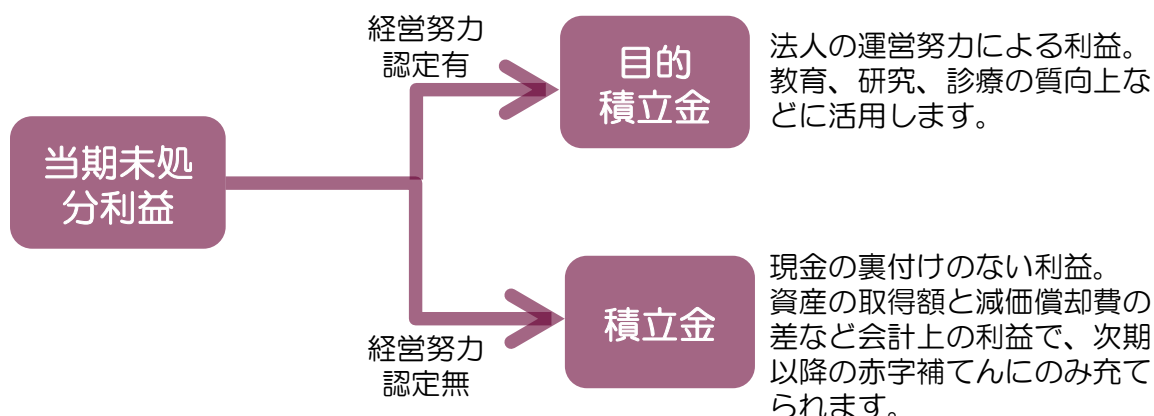 経営努力
認定有
目的
積立金
法人の運営努力による利益。
教育、研究、診療の質向上な
どに活用します。
当期未処
分利益
積立金
現金の裏付けのない利益。
資産の取得額と減価償却費の
差など会計上の利益で、次期
以降の赤字補てんにのみ充て
られます。
経営努力
認定無